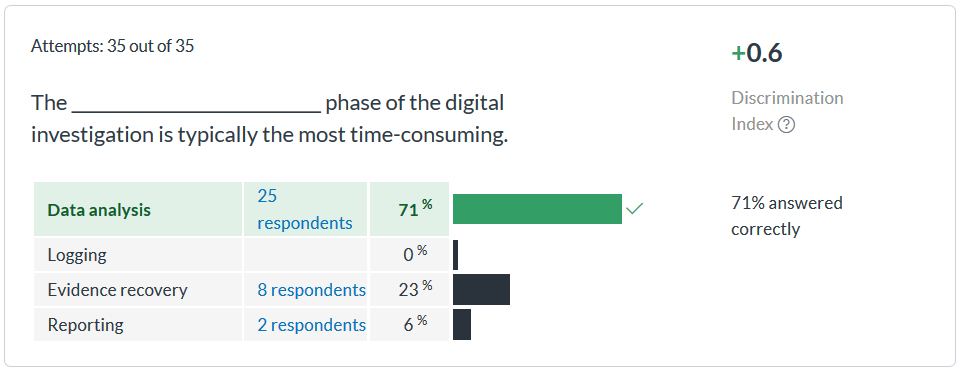 Attempts: 35 out of 35
+0.6
Discrimination
Index ?
The ______________________ phase of the digital
investigation is typically the most time-consuming.
Data analysis 25 respondents 71 %
71% answered
correctly
Logging 0 %
Evidence recovery 8 respondents 23 %
Reporting 2 respondents 6 %